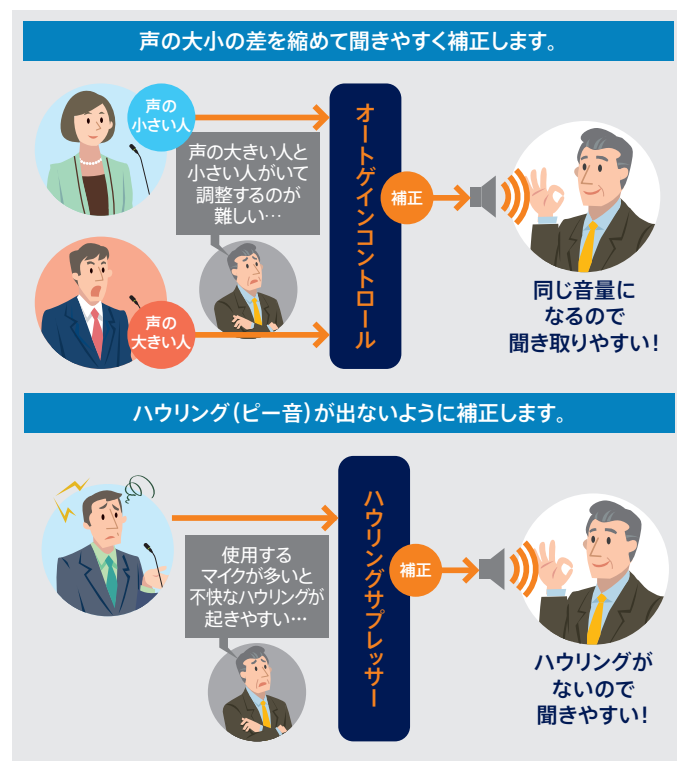 声の大小の差を縮めて聞きやすく補正します。
声の
小さい人
声の大きい人と
小さい人がいて
調整するのが
難しい…
声の
大きい人
オートゲインコントロール
補正
同じ音量に
なるので
聞き取りやすい！
ハウリング（ピー音）が出ないように補正します。
使用する
マイクが多いと
不快なハウリングが
起きやすい…
ハウリングサプレッサー
補正
ハウリングが
ないので
聞きやすい！